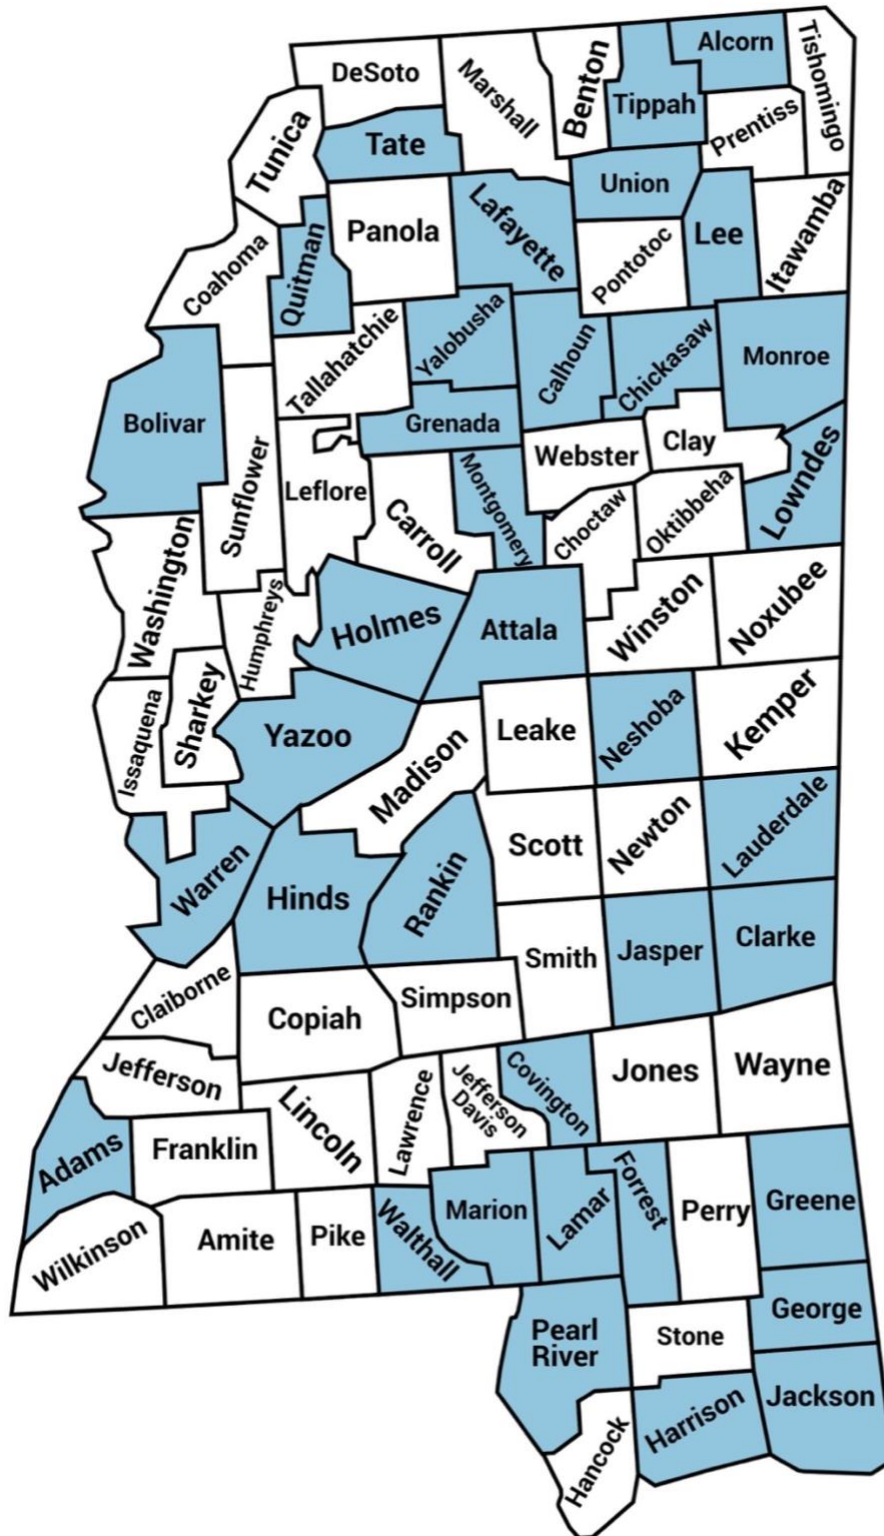 DeSoto
Marshall
Benton
Tippah
Alcorn
Tishomingo
Tunica
Tate
Prentiss
Union
Panola
Lafayette
Pontotoc
Lee
Itawamba
Coahoma
Quitman
Tallahatchie
Yalobusha
Calhoun
Chickasaw
Monroe
Bolivar
Sunflower
Leflore
Grenada
Webster
Clay
Lowndes
Washington
Carroll
Montgomery
Choctaw
Oktibbeha
Humphreys
Holmes
Attala
Winston
Noxubee
Issaquena
Sharkey
Yazoo
Madison
Leake
Neshoba
Kemper
Warren
Hinds
Rankin
Scott
Newton
Lauderdale
Claiborne
Copiah
Simpson
Smith
Jasper
Clarke
Jefferson
Lincoln
Lawrence
Jefferson
Davis
Covington
Jones
Wayne
Adams
Franklin
Wilkinson
Amite
Pike
Walthall
Marion
Lamar
Forrest
Perry
Greene
Pearl
River
Stone
George
Hancock
Harrison
Jackson